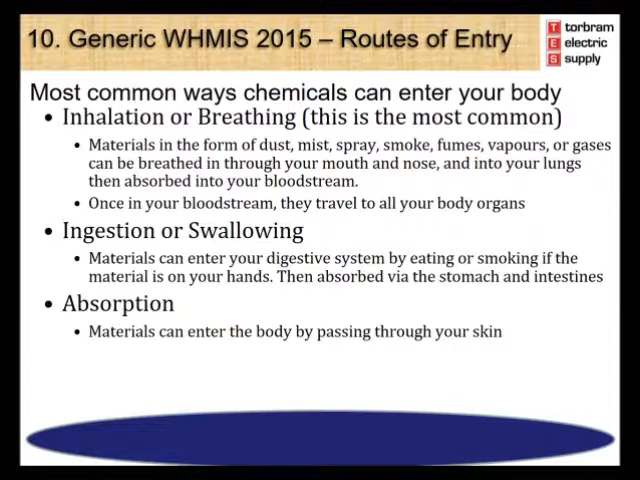 10. Generic WHMIS 2015 – Routes of Entry
T torbram
E electric
S supply
Most common ways chemicals can enter your body
• Inhalation or Breathing (this is the most common)
• Materials in the form of dust, mist, spray, smoke, fumes, vapours, or gases
can be breathed in through your mouth and nose, and into your lungs
then absorbed into your bloodstream.
• Once in your bloodstream, they travel to all your body organs
• Ingestion or Swallowing
• Materials can enter your digestive system by eating or smoking if the
material is on your hands. Then absorbed via the stomach and intestines
• Absorption
• Materials can enter the body by passing through your skin